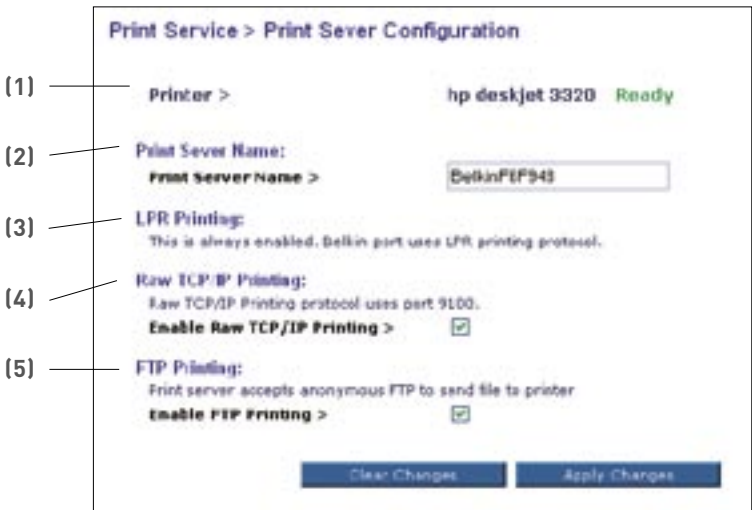 Print Service > Print Sever Configuration
(1) Printer > hp deskjet 3320 Ready
(2) Print Sever Name:
Print Server Name >
(3) LPR Printing:
This is always enabled. Belkin port uses LPR printing protocol.
(4) Raw TCP/IP Printing:
Raw TCP/IP Printing protocol uses port 9100.
Enable Raw TCP/IP Printing >
(5) FTP Printing:
Print server accepts anonymous FTP to send file to printer
Enable FTP Printing >
Clear Changes Apply Changes